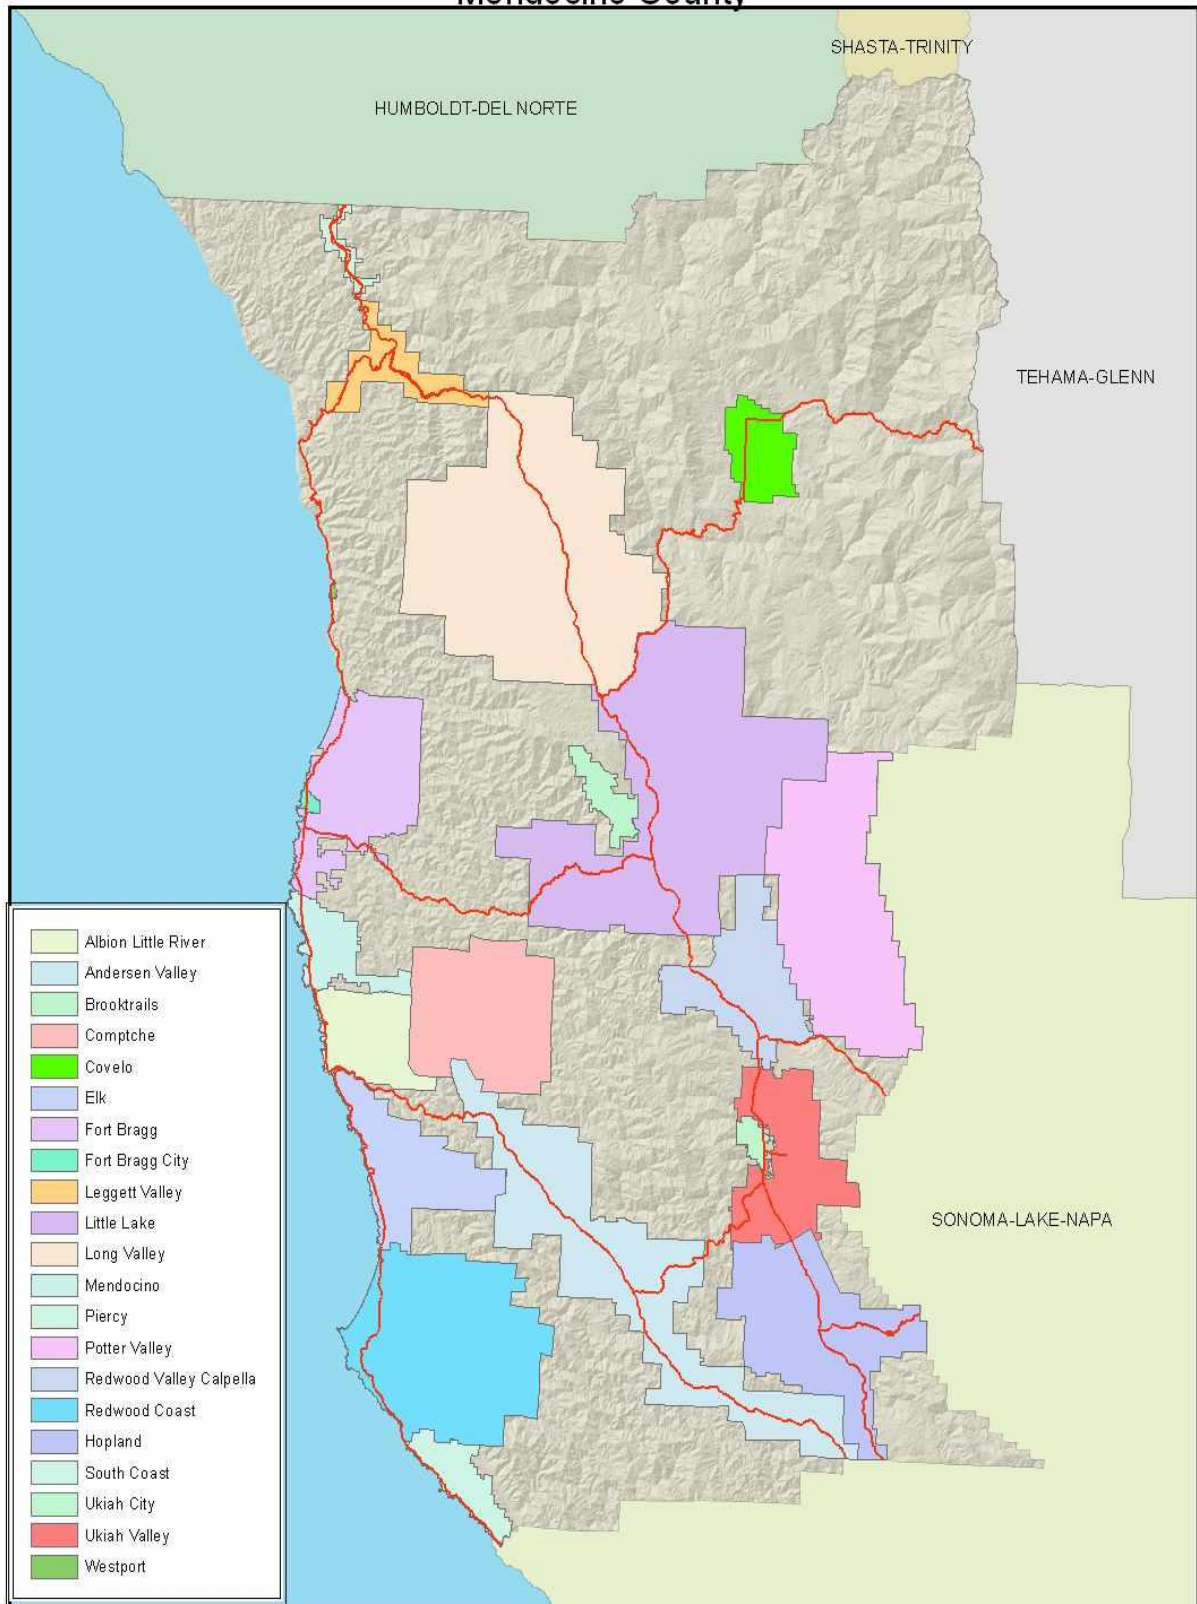 Mendocino County
SHASTA-TRINITY
HUMBOLDT-DEL NORTE
TEHAMA-GLENN
SONOMA-LAKE-NAPA
Albion Little River
Andersen Valley
Brooktrails
Comptche
Covelo
Elk
Fort Bragg
Fort Bragg City
Leggett Valley
Little Lake
Long Valley
Mendocino
Piercy
Potter Valley
Redwood Valley Calpella
Redwood Coast
Hopland
South Coast
Ukiah City
Ukiah Valley
Westport